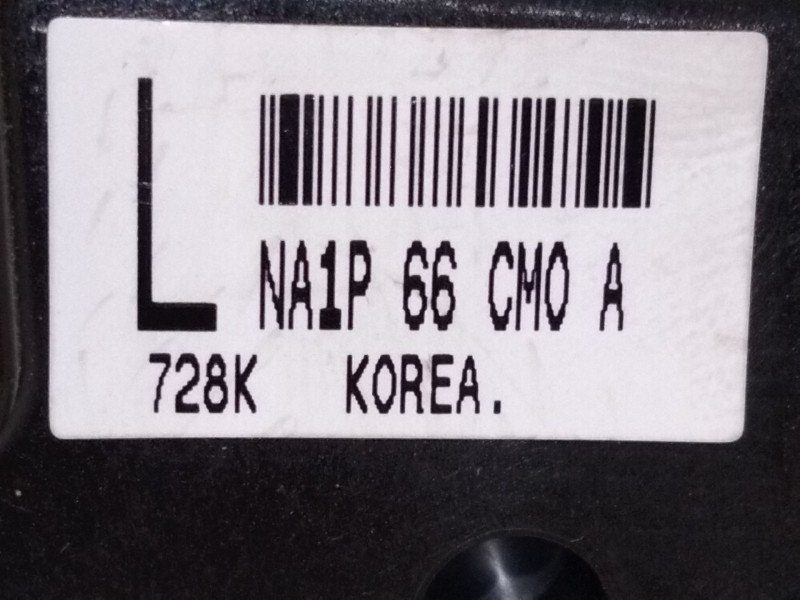 L
NA1P 66 CM0 A
728K KOREA.